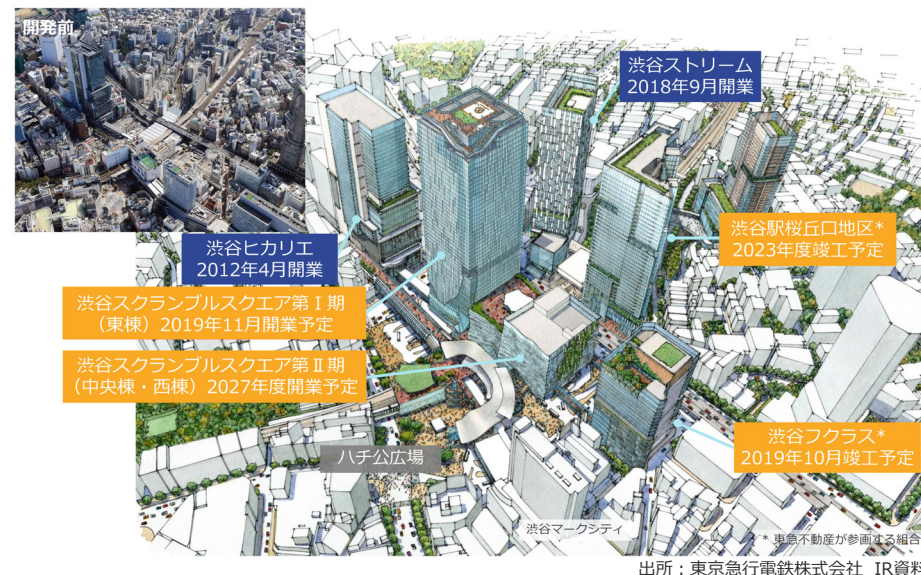 開発前
渋谷ストリーム
2018年9月開業
渋谷ヒカリエ
2012年4月開業
渋谷駅桜丘口地区*
2023年度竣工予定
渋谷スクランブルスクエア第Ⅰ期
（東棟）2019年11月開業予定
渋谷スクランブルスクエア第Ⅱ期
（中央棟・西棟）2027年度開業予定
渋谷フクラス*
2019年10月竣工予定
ハチ公広場
渋谷マークシティ
* 東急不動産が参画する組合
出所：東京急行電鉄株式会社 IR資料